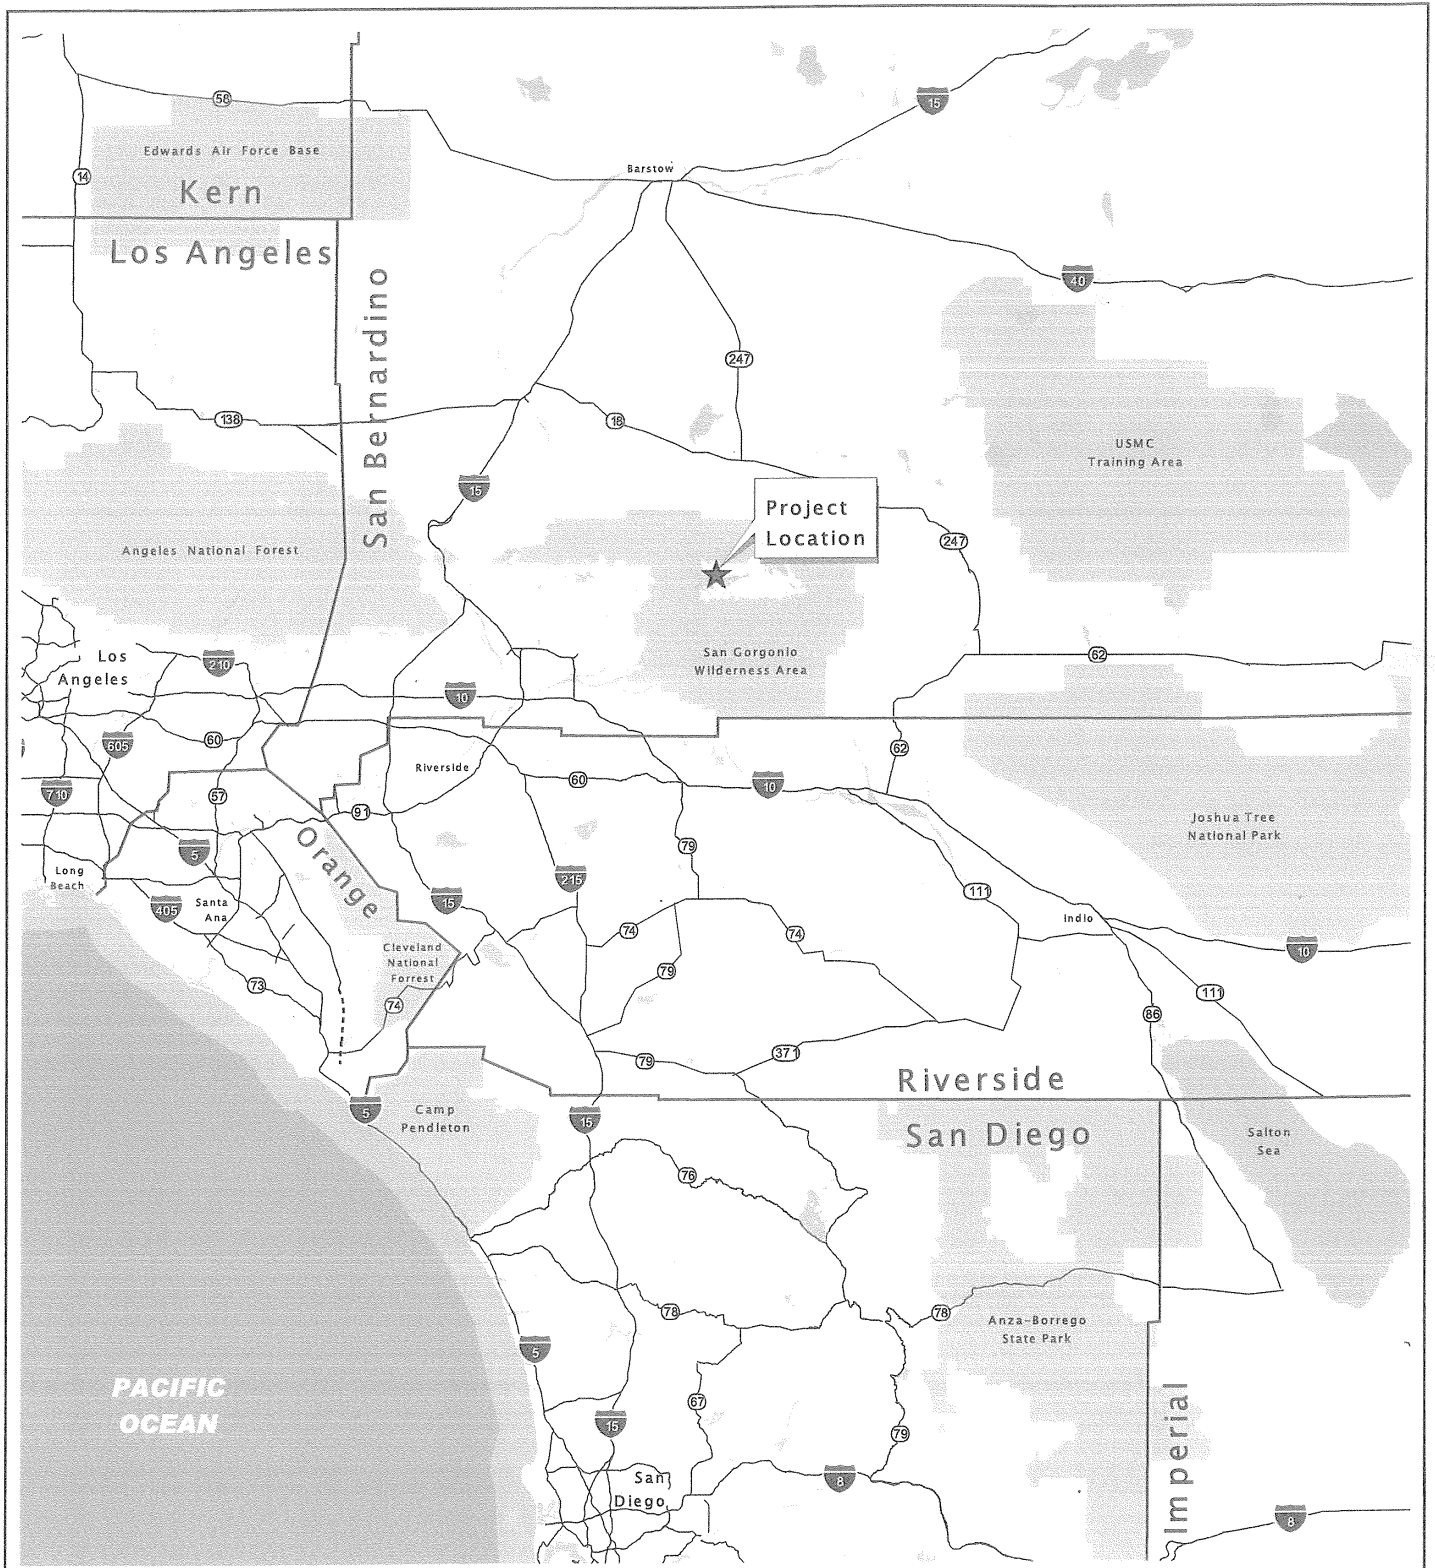 15
58
Edwards Air Force Base
Barstow
14
Kern
Los Angeles
40
San Bernardino
247
138
18
USMC
Training Area
15
Project
Location
Angeles National Forest
247
Los
Angeles
210
San Gorgonio
Wilderness Area
62
10
605
60
62
Riverside
60
10
710
57
91
Joshua Tree
National Park
Orange
5
79
Long
Beach
215
111
405
Santa
Ana
15
74
74
Indio
Cleveland
National
Forrest
10
79
73
74
111
86
79
371
Riverside
5
Camp
Pendleton
15
San Diego
Salton
Sea
76
78
78
Anza-Borrego
State Park
5
PACIFIC
OCEAN
67
15
79
Imperial
San
Diego
8
8